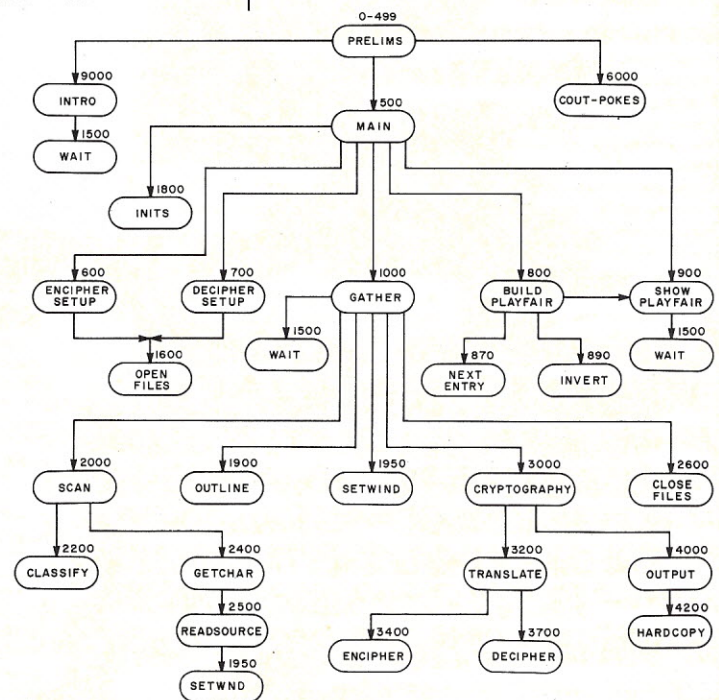 0-499
PRELIMS
9000
INTRO
6000
COUT-POKES
500
MAIN
1500
WAIT
1800
INITS
600
ENCIPHER
SETUP
700
DECIPHER
SETUP
1000
GATHER
800
BUILD
PLAYFAIR
900
SHOW
PLAYFAIR
1600
OPEN
FILES
1500
WAIT
870
NEXT
ENTRY
890
INVERT
1500
WAIT
2000
SCAN
1900
OUTLINE
1950
SETWIND
3000
CRYPTOGRAPHY
2600
CLOSE
FILES
2200
CLASSIFY
2400
GETCHAR
3200
TRANSLATE
4000
OUTPUT
2500
READSOURCE
3400
ENCIPHER
3700
DECIPHER
4200
HARDCOPY
1950
SETWND